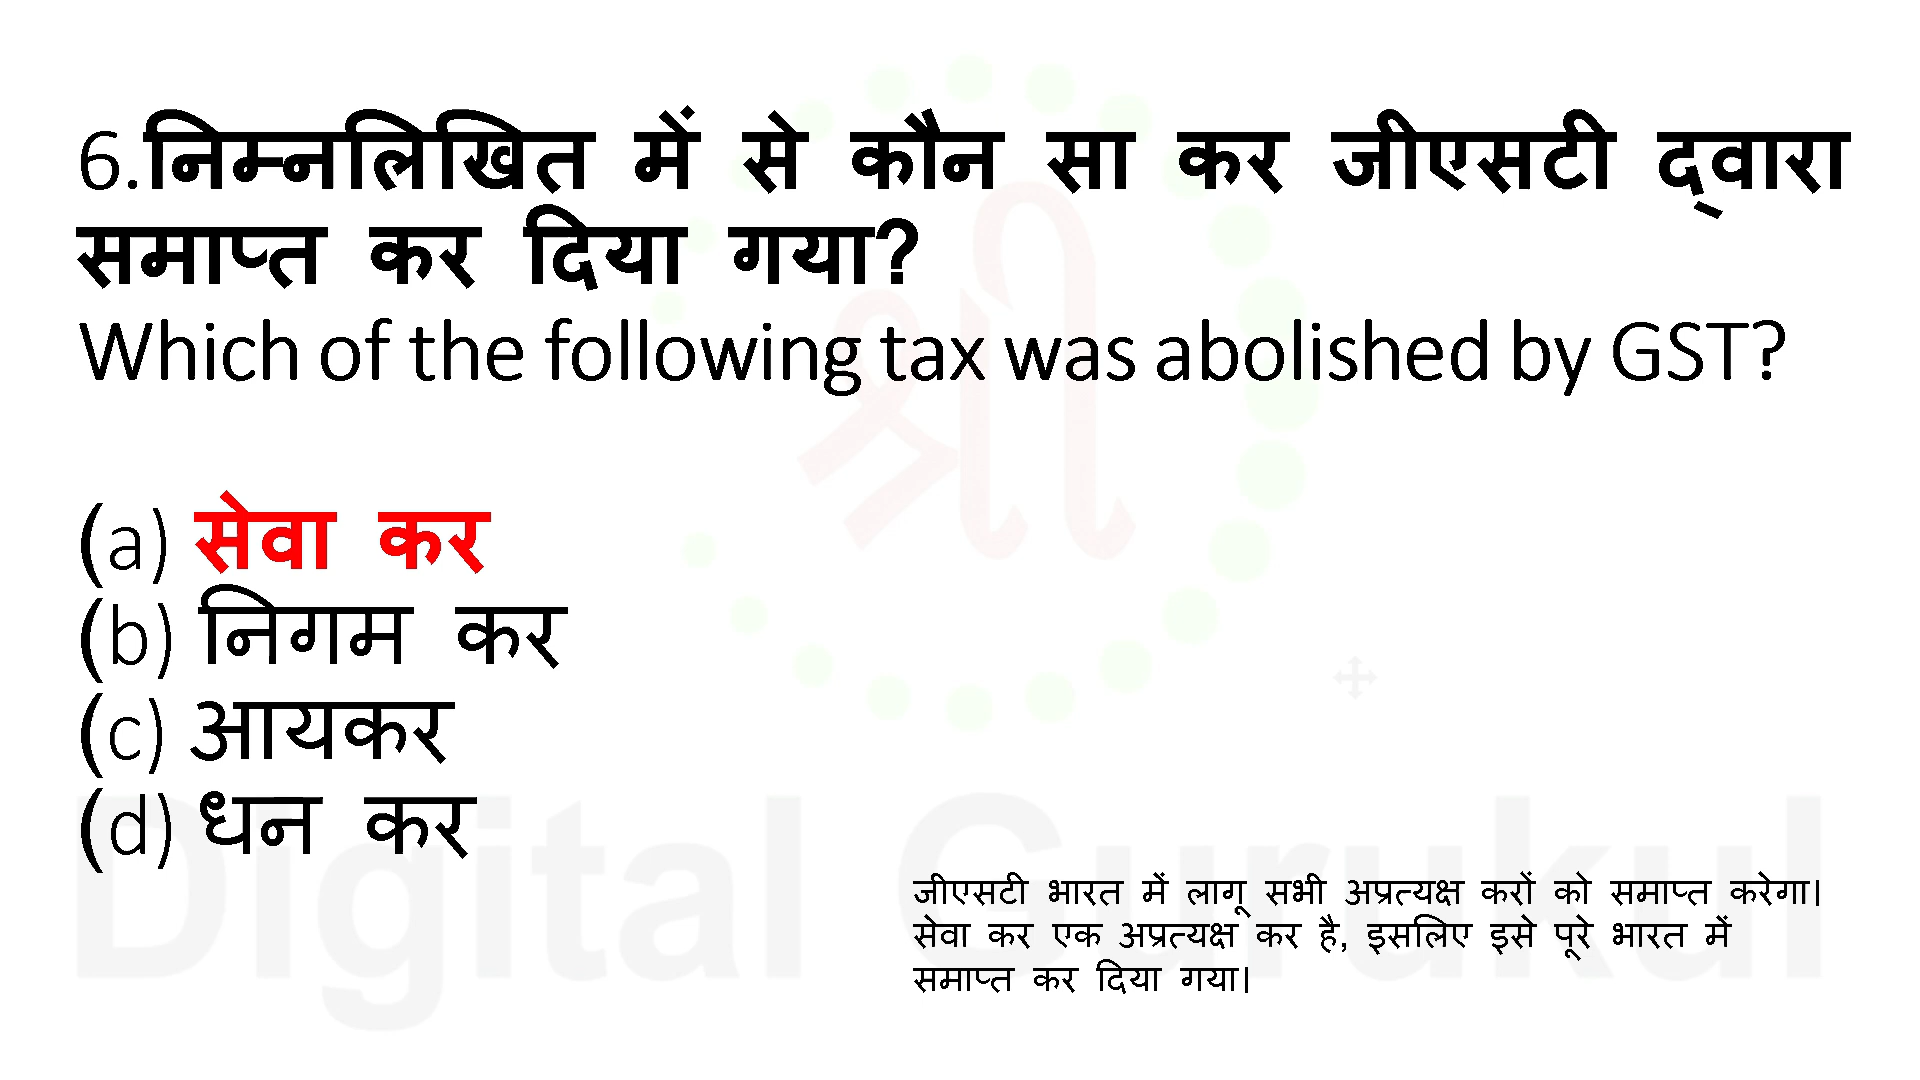 6.निम्नलिखित में से कौन सा कर जीएसटी द्वारा
समाप्त कर दिया गया?
Which of the following tax was abolished by GST?
(a) सेवा कर
(b) निगम कर
(c) आयकर
(d) धन कर
जीएसटी भारत में लागू सभी अप्रत्यक्ष करों को समाप्त करेगा।
सेवा कर एक अप्रत्यक्ष कर है, इसलिए इसे पूरे भारत में
समाप्त कर दिया गया।
श्री
Digital Gurukul